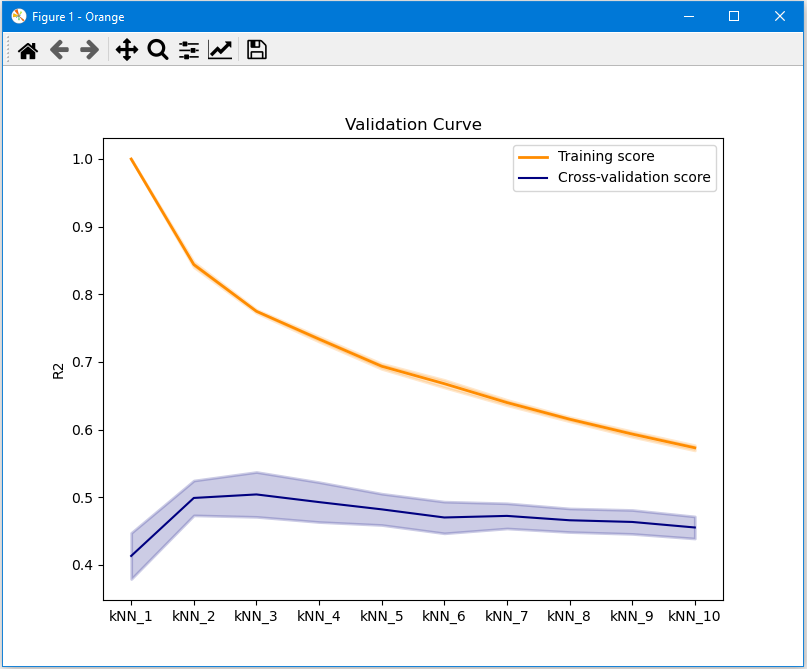 Figure 1 - Orange
Validation Curve
Training score
Cross-validation score
R2
1.0
0.9
0.8
0.7
0.6
0.5
0.4
kNN_1 kNN_2 kNN_3 kNN_4 kNN_5 kNN_6 kNN_7 kNN_8 kNN_9 kNN_10